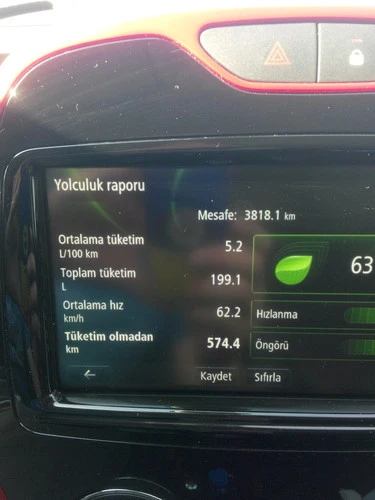 Yolculuk raporu
Mesafe: 3818.1 km
Ortalama tüketim 5.2
L/100 km
63
Toplam tüketim 199.1
L
Ortalama hız 62.2
km/h
Hızlanma
Tüketim olmadan 574.4
km
Öngörü
Kaydet Sıfırla